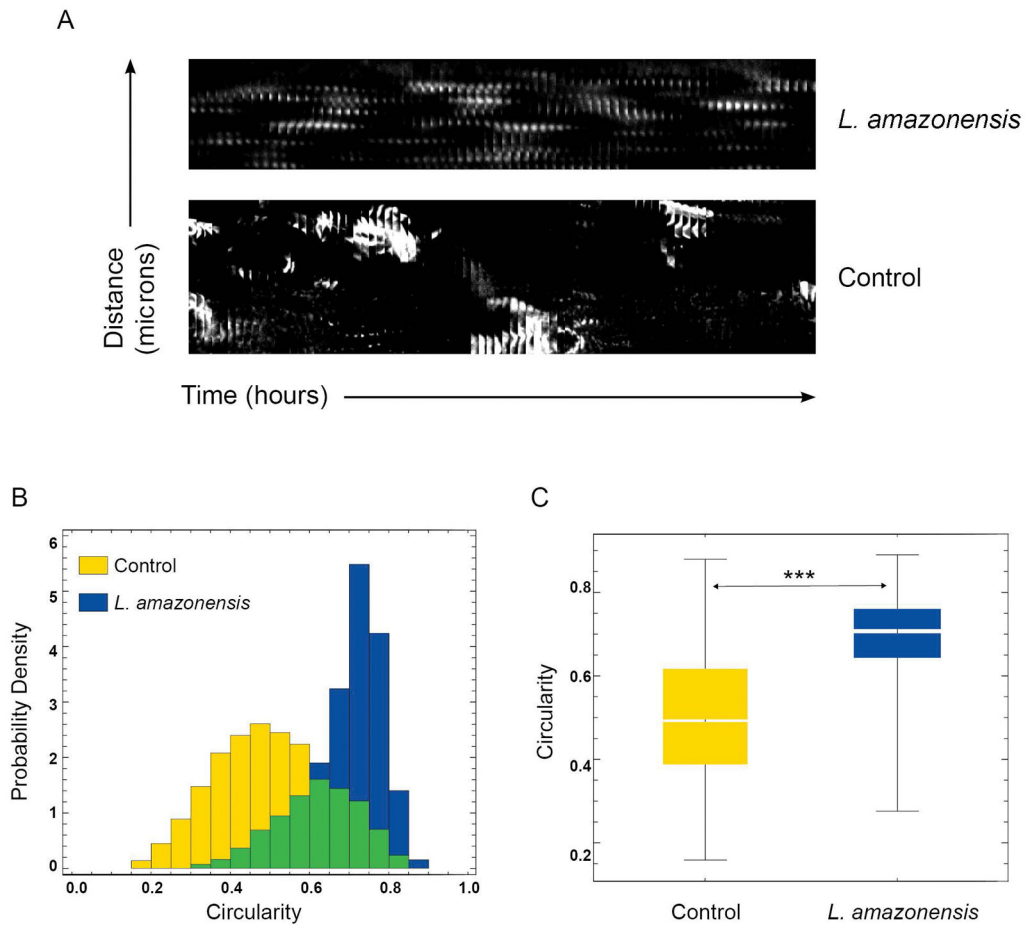 A
L. amazonensis
Distance
(microns)
Control
Time (hours)
B
6
5
4
3
2
1
0
Probability Density
Control
L. amazonensis
0.0 0.2 0.4 0.6 0.8 1.0
Circularity
C
0.8
0.6
0.4
0.2
Circularity
***
Control L. amazonensis